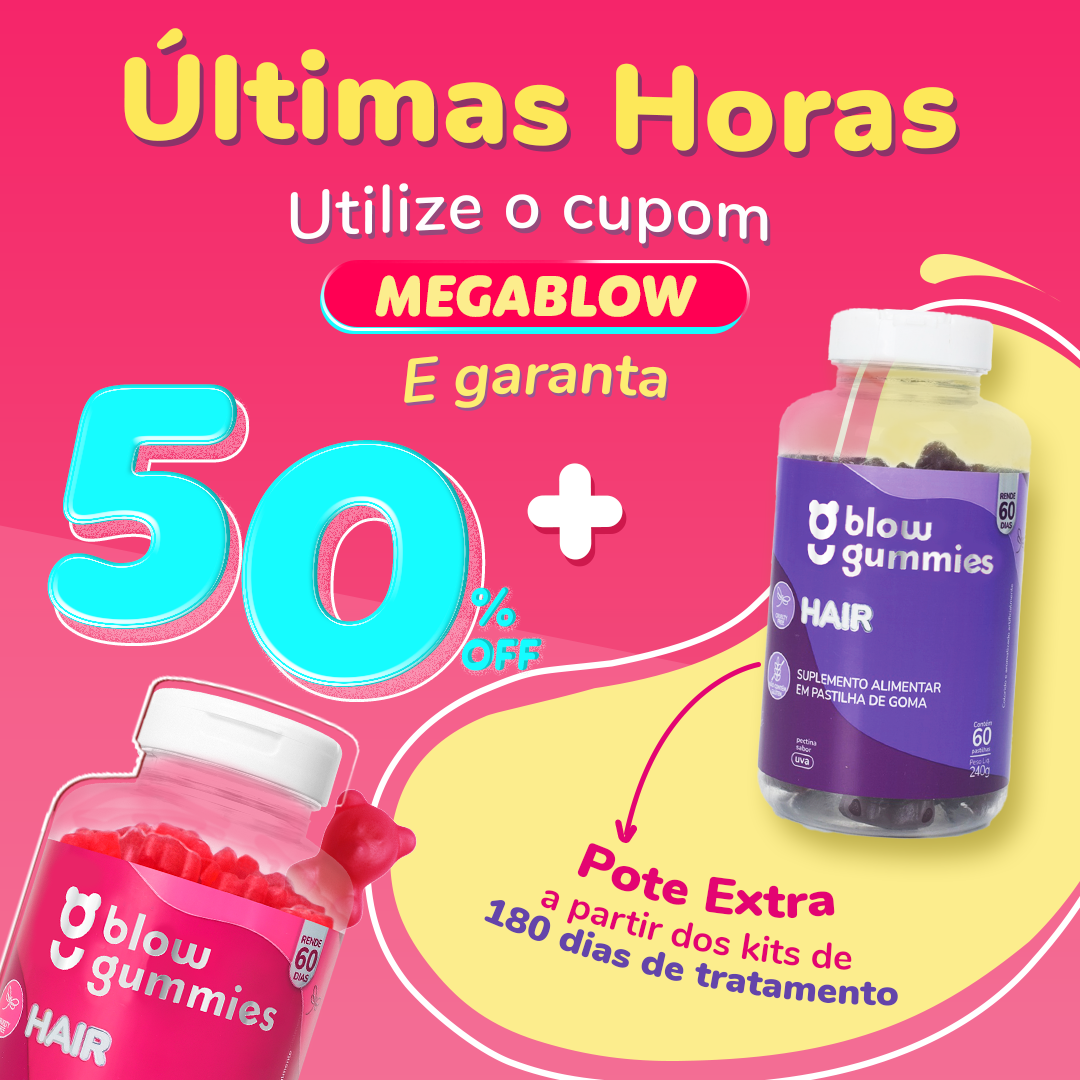 Últimas Horas
Utilize o cupom
MEGABLOW
E garanta
50
%
OFF
RENDE
60
DIAS
blow
gummies
HAIR
SUPLEMENTO ALIMENTAR
EM PASTILHA DE GOMA
Contém
60
pastilhas
Peso Liq.
240g
pectina
sabor
uva
Pote Extra
a partir dos kits de
180 dias de tratamento
RENDE
60
DIAS
blow
gummies
HAIR